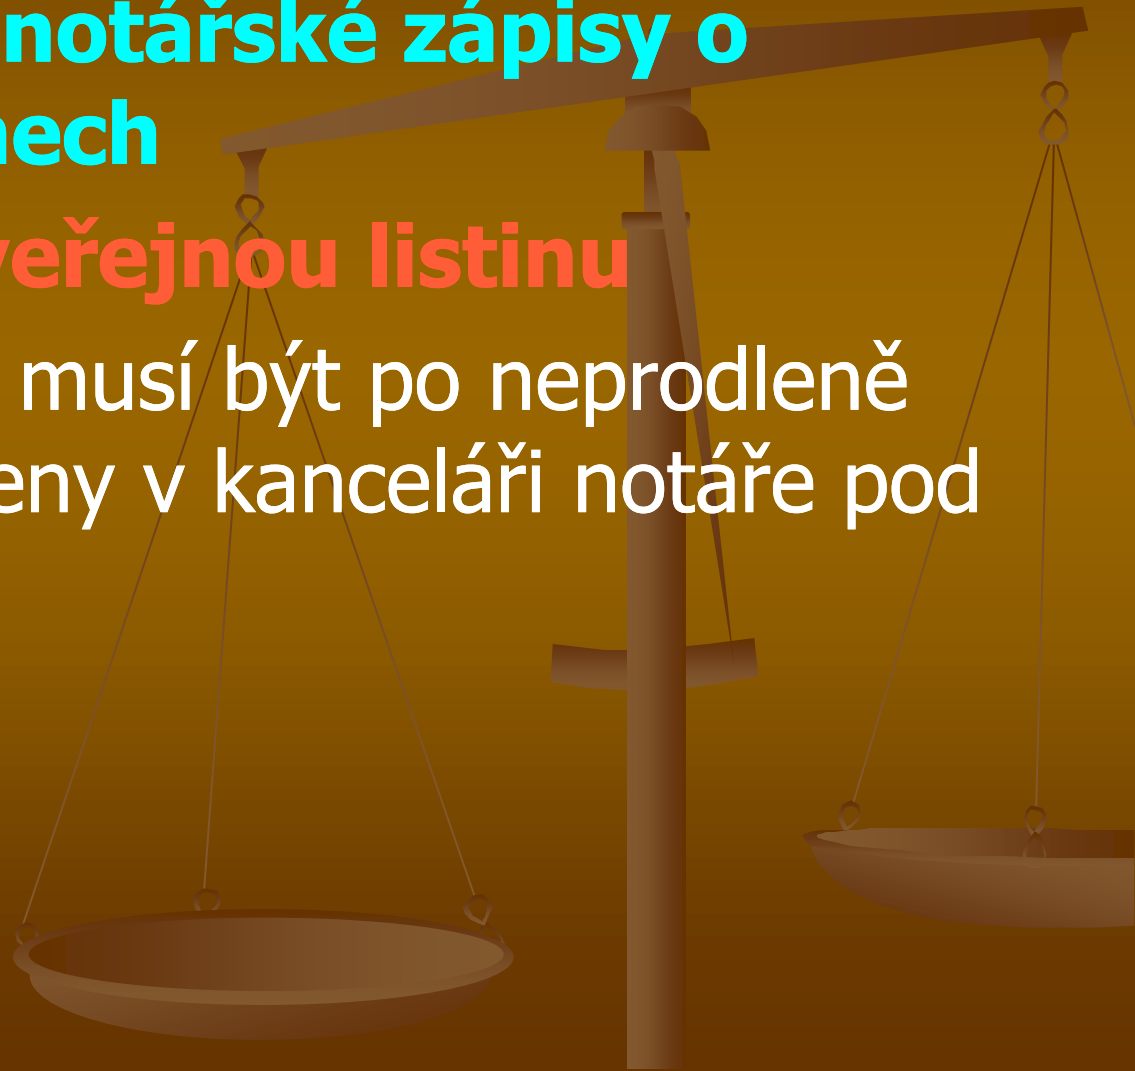 notářské zápisy o
nech
veřejnou listinu
musí být po neprodleně
eny v kanceláři notáře pod